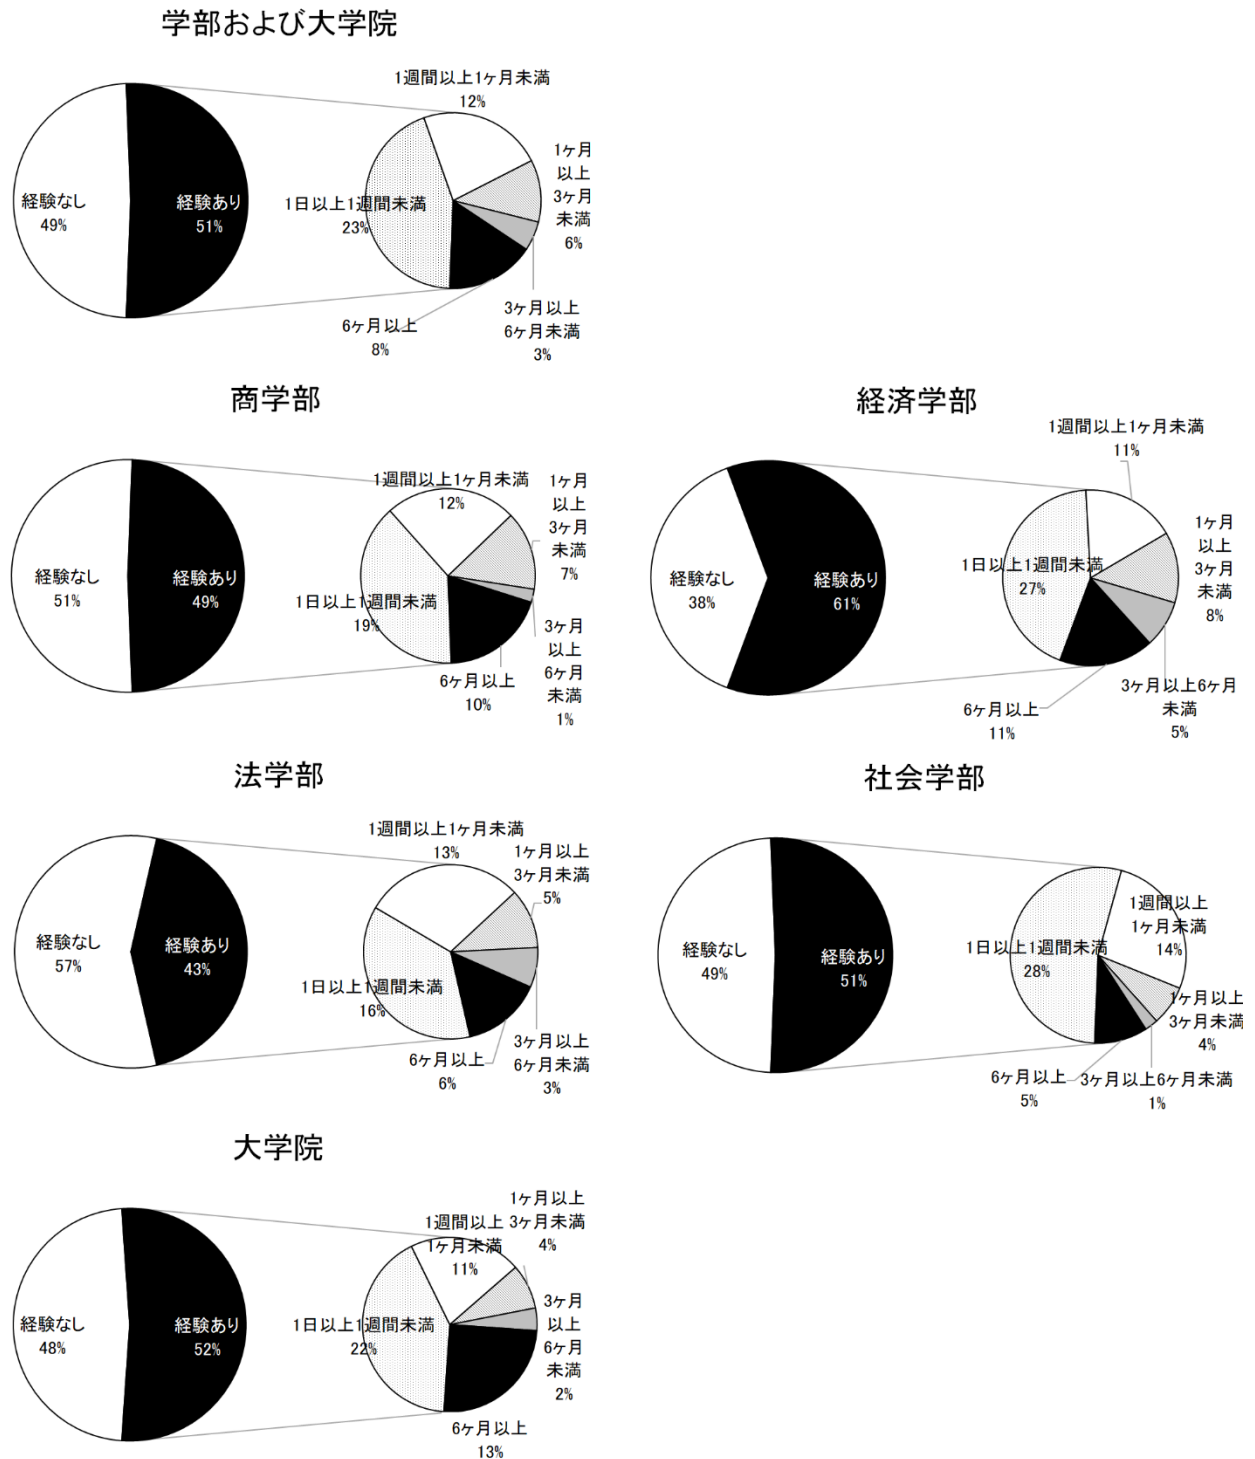 学部および大学院
経験なし
49%
経験あり
51%
1週間以上1ヶ月未満
12%
1ヶ月
以上
3ヶ月
未満
6%
1日以上1週間未満
23%
3ヶ月以上
6ヶ月未満
3%
6ヶ月以上
8%
商学部
経験なし
51%
経験あり
49%
1週間以上1ヶ月未満
12%
1ヶ月
以上
3ヶ月
未満
7%
1日以上1週間未満
19%
3ヶ月
以上
6ヶ月
未満
1%
6ヶ月以上
10%
経済学部
経験なし
38%
経験あり
61%
1週間以上1ヶ月未満
11%
1ヶ月
以上
3ヶ月
未満
8%
1日以上1週間未満
27%
3ヶ月以上6ヶ月
未満
5%
6ヶ月以上
11%
法学部
経験なし
57%
経験あり
43%
1週間以上1ヶ月未満
13%
1ヶ月以上
3ヶ月未満
5%
1日以上1週間未満
16%
3ヶ月以上
6ヶ月未満
3%
6ヶ月以上
6%
社会学部
経験なし
49%
経験あり
51%
1週間以上
1ヶ月未満
14%
1日以上1週間未満
28%
1ヶ月以上
3ヶ月未満
4%
3ヶ月以上6ヶ月未満
1%
6ヶ月以上
5%
大学院
経験なし
48%
経験あり
52%
1週間以上
1ヶ月未満
11%
1ヶ月以上
3ヶ月未満
4%
1日以上1週間未満
22%
3ヶ月
以上
6ヶ月
未満
2%
6ヶ月以上
13%